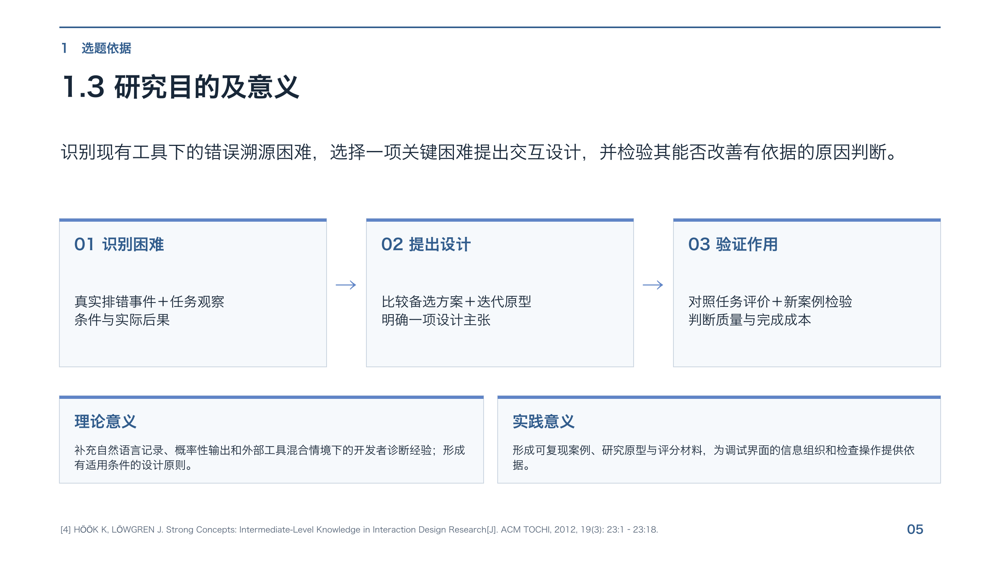 1 选题依据
1.3 研究目的及意义
识别现有工具下的错误溯源困难，选择一项关键困难提出交互设计，并检验其能否改善有依据的原因判断。
01 识别困难
真实排错事件＋任务观察
条件与实际后果
→
02 提出设计
比较备选方案＋迭代原型
明确一项设计主张
→
03 验证作用
对照任务评价＋新案例检验
判断质量与完成成本
理论意义
补充自然语言记录、概率性输出和外部工具混合情境下的开发者诊断经验；形成
有适用条件的设计原则。
实践意义
形成可复现案例、研究原型与评分材料，为调试界面的信息组织和检查操作提供依
据。
[4] HÖÖK K, LÖWGREN J. Strong Concepts: Intermediate-Level Knowledge in Interaction Design Research[J]. ACM TOCHI, 2012, 19(3): 23:1 - 23:18.
05